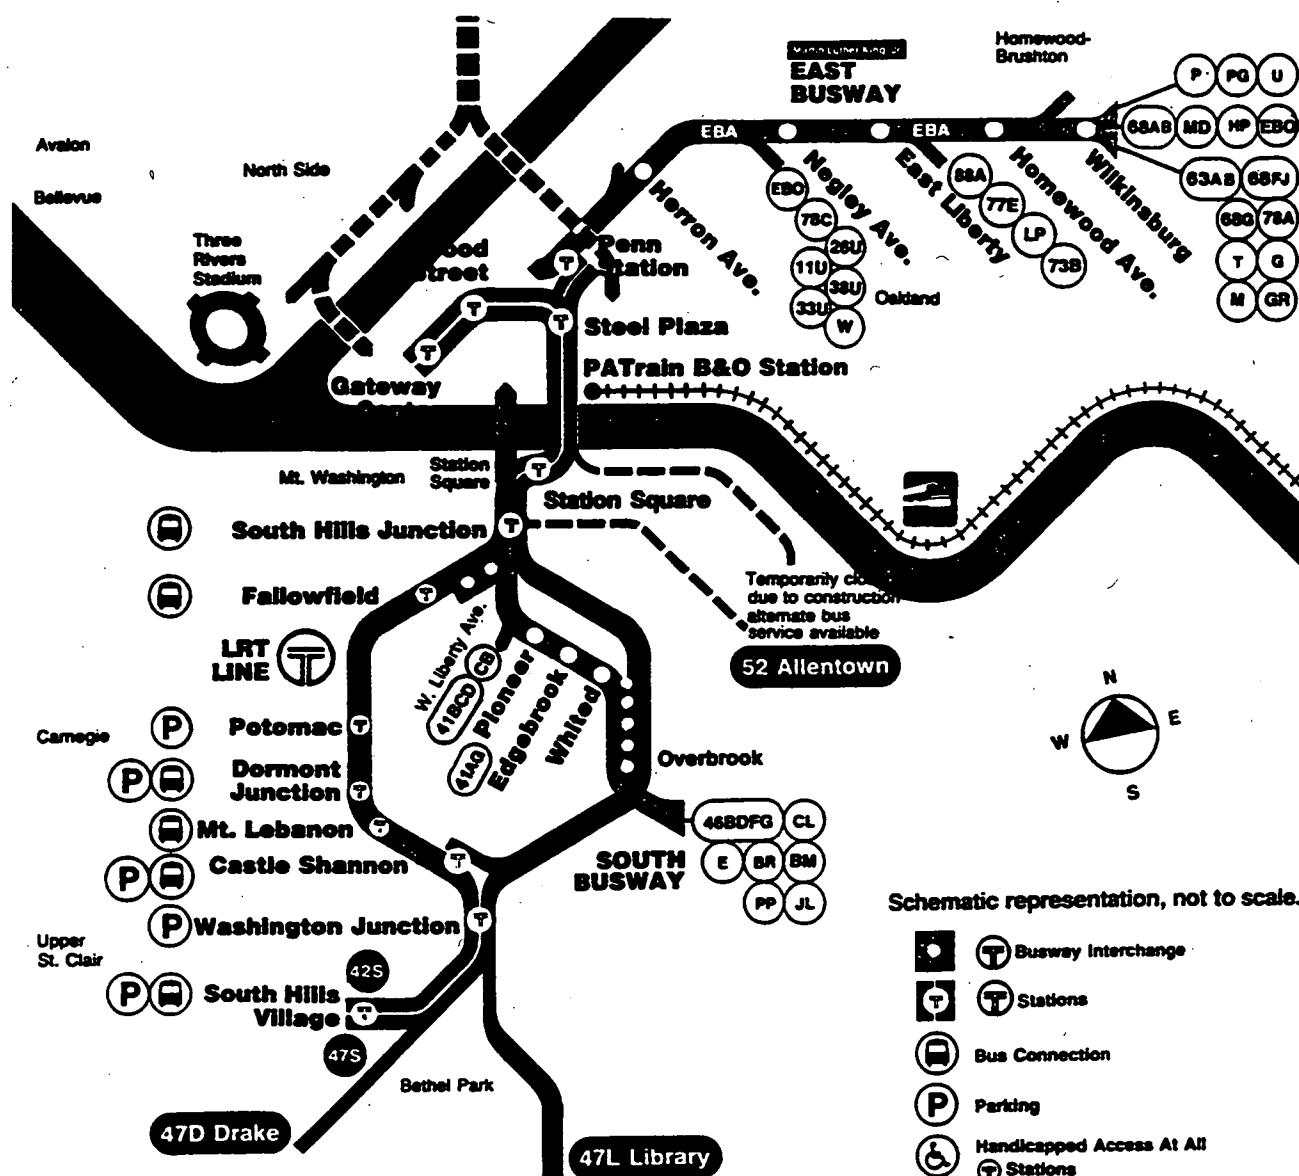 Martin Luther King, Jr.
EAST
BUSWAY
Homewood-
Brushton
P
PG
U
EBA
EBA
68AB
MD
HP
EBO
Avalon
North Side
Bellevue
Three
Rivers
Stadium
Penn
Station
Herron Ave.
Negley Ave.
East Liberty
Homewood Ave.
Wilkinsburg
EBO
78C
26U
11U
38U
33U
W
Oakland
88A
77E
LP
73B
63AB
68FJ
68G
78A
T
G
M
GR
Steel Plaza
Gateway
PATrain B&O Station
Mt. Washington
Station
Square
Station Square
South Hills Junction
Fallowfield
Temporarily
due to construction
alternate bus
service available
52 Allentown
LRT
LINE
W. Liberty Ave.
CB
41BCD
41AG
Pioneer
Edgebrook
Whited
Carnegie
P
Potomac
P
Dormont
Junction
Overbrook
Mt. Lebanon
P
Castle Shannon
SOUTH
BUSWAY
46BDFG
CL
E
BR
BM
PP
JL
N
E
W
S
P
Washington Junction
Upper
St. Clair
42S
P
South Hills
Village
47S
Bethel Park
47D Drake
47L Library
Schematic representation, not to scale.
T
T Busway Interchange
T
T Stations
Bus Connection
P
Parking
Handicapped Access At All
T Stations